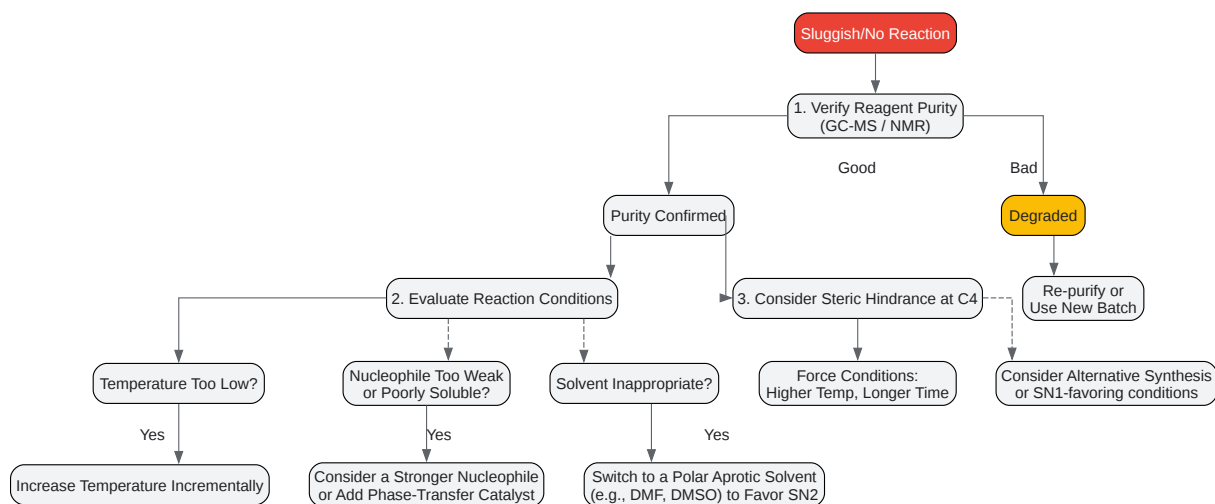 Sluggish/No Reaction
1. Verify Reagent Purity
(GC-MS / NMR)
Good
Bad
Purity Confirmed
Degraded
2. Evaluate Reaction Conditions
3. Consider Steric Hindrance at C4
Re-purify or
Use New Batch
Temperature Too Low?
Nucleophile Too Weak
or Poorly Soluble?
Solvent Inappropriate?
Force Conditions:
Higher Temp, Longer Time
Consider Alternative Synthesis
or SN1-favoring conditions
Yes
Yes
Yes
Increase Temperature Incrementally
Consider a Stronger Nucleophile
or Add Phase-Transfer Catalyst
Switch to a Polar Aprotic Solvent
(e.g., DMF, DMSO) to Favor SN2